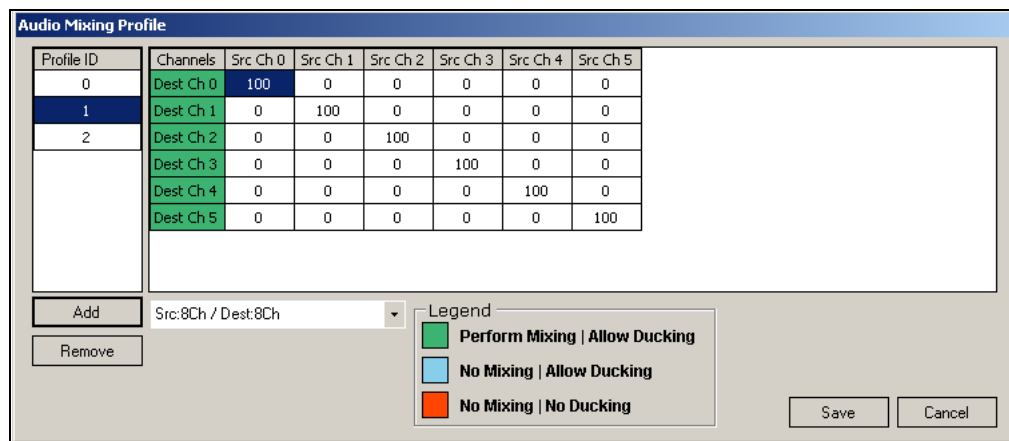 Audio Mixing Profile
Profile ID
0
1
2
Channels Src Ch 0 Src Ch 1 Src Ch 2 Src Ch 3 Src Ch 4 Src Ch 5
Dest Ch 0 100 0 0 0 0 0
Dest Ch 1 0 100 0 0 0 0
Dest Ch 2 0 0 100 0 0 0
Dest Ch 3 0 0 0 100 0 0
Dest Ch 4 0 0 0 0 100 0
Dest Ch 5 0 0 0 0 0 100
Add
Remove
Src:8Ch / Dest:8Ch
Legend
Perform Mixing | Allow Ducking
No Mixing | Allow Ducking
No Mixing | No Ducking
Save
Cancel